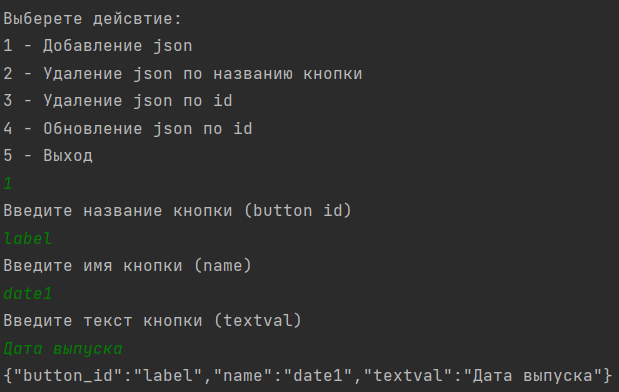 Выберете дейсвтие:
1 - Добавление json
2 - Удаление json по названию кнопки
3 - Удаление json по id
4 - Обновление json по id
5 - Выход
1
Введите название кнопки (button id)
label
Введите имя кнопки (name)
date1
Введите текст кнопки (textval)
Дата выпуска
{"button_id":"label","name":"date1","textval":"Дата выпуска"}